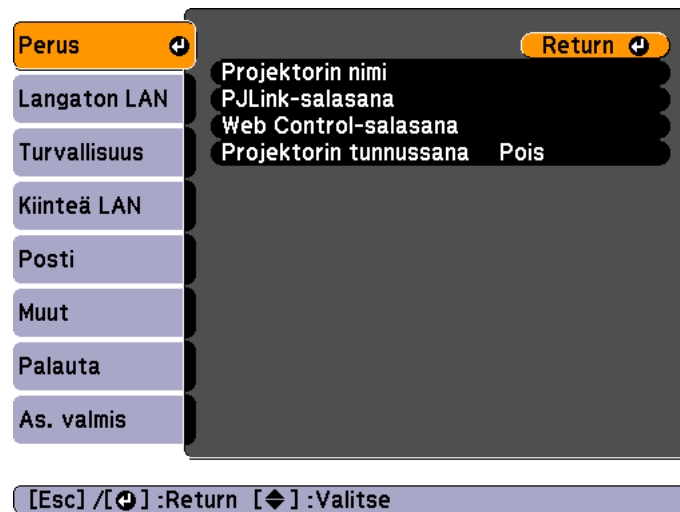 Perus
Return
Projektorin nimi
PJLink-salasana
Web Control-salasana
Projektorin tunnussana Pois
Langaton LAN
Turvallisuus
Kiinteä LAN
Posti
Muut
Palauta
As. valmis
[Esc] /[ ] :Return [ ] :Valitse